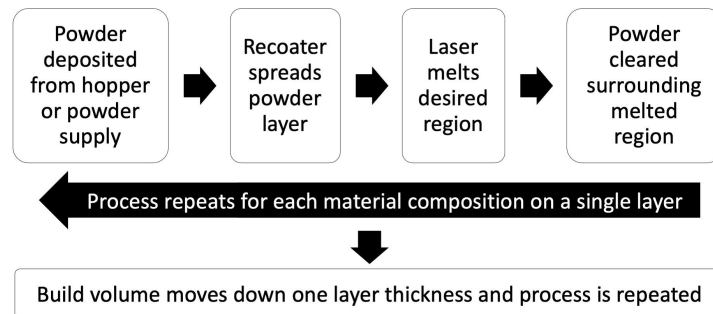 Powder
deposited
from hopper
or powder
supply
Recoater
spreads
powder
layer
Laser
melts
desired
region
Powder
cleared
surrounding
melted
region
Process repeats for each material composition on a single layer
Build volume moves down one layer thickness and process is repeated